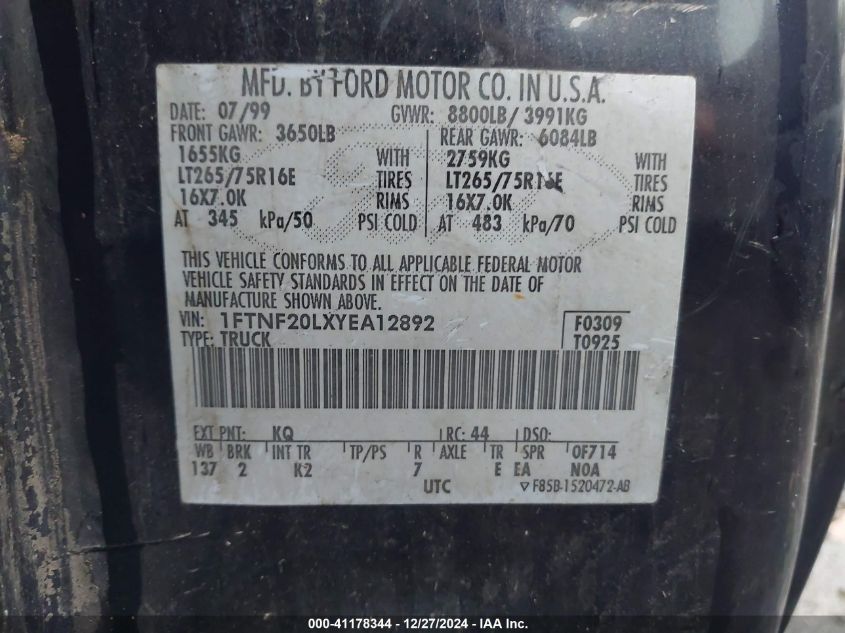 MFD. BY FORD MOTOR CO. IN U.S.A.
DATE: 07/99 GVWR: 8800LB/ 3991KG
FRONT GAWR: 3650LB REAR GAWR: 6084LB
1655KG WITH 2759KG WITH
LT265/75R16E TIRES LT265/75R16E TIRES
16X7.0K RIMS 16X7.0K RIMS
AT 345 kPa/50 PSI COLD AT 483 kPa/70 PSI COLD
THIS VEHICLE CONFORMS TO ALL APPLICABLE FEDERAL MOTOR
VEHICLE SAFETY STANDARDS IN EFFECT ON THE DATE OF
MANUFACTURE SHOWN ABOVE.
VIN: 1FTNF20LXYEA12892 F0309
TYPE: TRUCK T0925
EXT PNT: KQ RC: 44 DSO:
WB BRK INT TR TP/PS R AXLE TR SPR OF714
137 2 K2 7 E EA NOA
UTC ▽F85B-1520472-AB
000-41178344 - 12/27/2024 - IAA Inc.